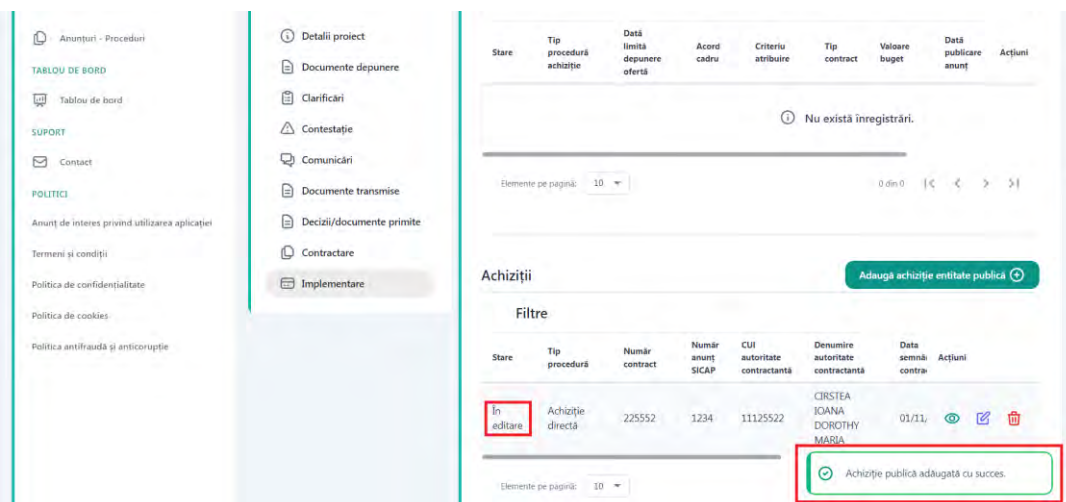 Anunțuri - Proceduri
TABLOU DE BORD
Tablou de bord
SUPORT
Contact
POLITICI
Anunț de interes privind utilizarea aplicației
Termeni și condiții
Politica de confidențialitate
Politica de cookies
Politica antifraudă și anticorupție
Detalii proiect
Documente depunere
Clarificări
Contestație
Comunicări
Documente transmise
Decizii/documente primite
Contractare
Implementare
Stare
Tip
procedură
achiziție
Dată
limită
depunere
ofertă
Acord
cadru
Criteriu
atribuire
Tip
contract
Valoare
buget
Dată
publicare
anunț
Acțiuni
Nu există înregistrări.
Elemente pe pagină: 10
0 din 0
Achiziții
Adaugă achiziție entitate publică
Filtre
Stare
Tip
procedură
Număr
contract
Număr
anunț
SICAP
CUI
autoritate
contractantă
Denumire
autoritate
contractantă
Data
semnă
contra
Acțiuni
În
editare
Achiziție
directă
225552
1234
11125522
CIRSTEA
IOANA
DOROTHY
MARIA
01/11,
Achiziție publică adăugată cu succes.
Elemente pe pagină: 10